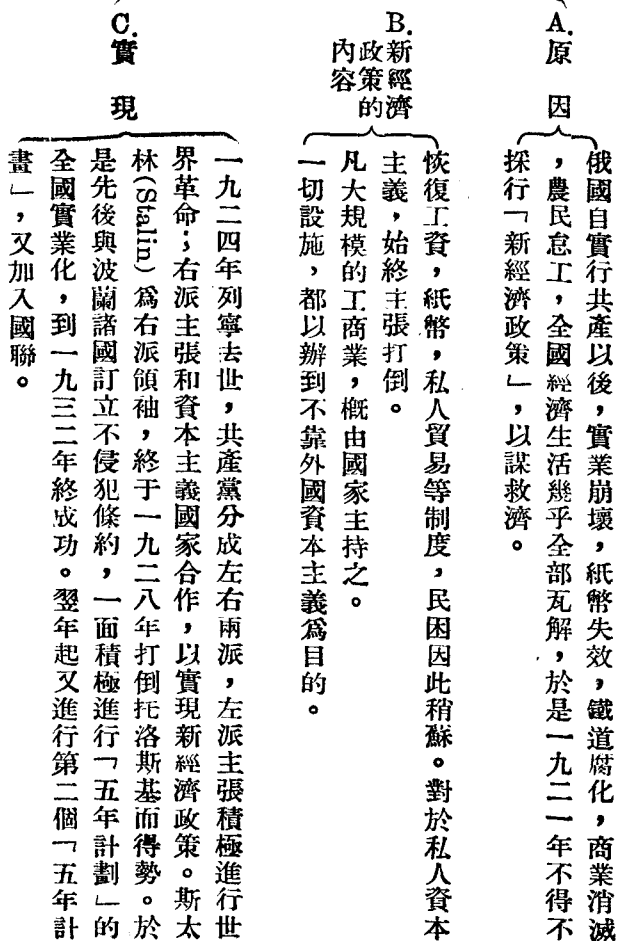 A.原因
俄國自實行共產以後，實業崩壞，紙幣失效，鐵道腐化，商業消滅
，農民怠工，全國經濟生活幾乎全部瓦解，於是一九二一年不得不
採行「新經濟政策」，以謀救濟。
B.新經濟
政策的
內容
恢復工資，紙幣，私人貿易等制度，民困因此稍蘇。對於私人資本
主義，始終主張打倒。
凡大規模的工商業，概由國家主持之。
一切設施，都以辦到不靠外國資本主義爲目的。
C.實現
一九二四年列寧去世，共產黨分成左右兩派，左派主張積極進行世
界革命；右派主張和資本主義國家合作，以實現新經濟政策。斯太
林(Stalin)爲右派領袖，終于一九二八年打倒托洛斯基而得勢。於
是先後與波蘭諸國訂立不侵犯條約，一面積極進行「五年計劃」的
全國實業化，到一九三二年終成功。翌年起又進行第二個「五年計
畫」，又加入國聯。